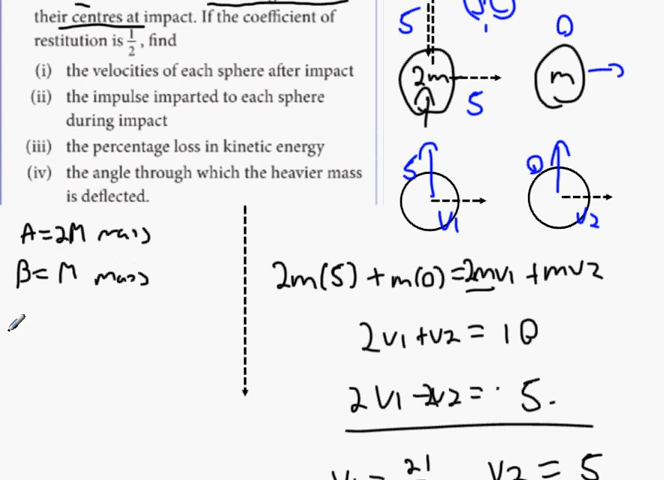 their centres at impact. If the coefficient of
restitution is 1/2, find
(i) the velocities of each sphere after impact
(ii) the impulse imparted to each sphere
during impact
(iii) the percentage loss in kinetic energy
(iv) the angle through which the heavier mass
is deflected.
5 0
2m m
5
5 0
V1 V2
A=2M mass
B= M mass
2m(5)+m(0)=2mv1 +mv2
2v1+v2 = 10
2v1-2v2 = 5.
V2 = 5